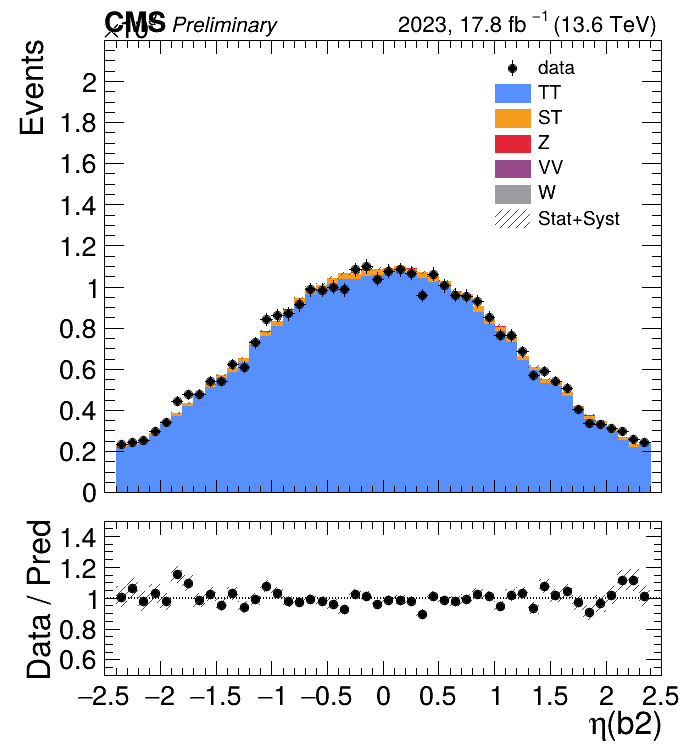 CMS Preliminary 2023, 17.8 fb⁻¹ (13.6 TeV)
Events
2
1.8
1.6
1.4
1.2
1
0.8
0.6
0.4
0.2
0
data
TT
ST
Z
VV
W
Stat+Syst
Data / Pred
1.4
1.2
1
0.8
0.6
−2.5 −2 −1.5 −1 −0.5 0 0.5 1 1.5 2 2.5
η(b2)